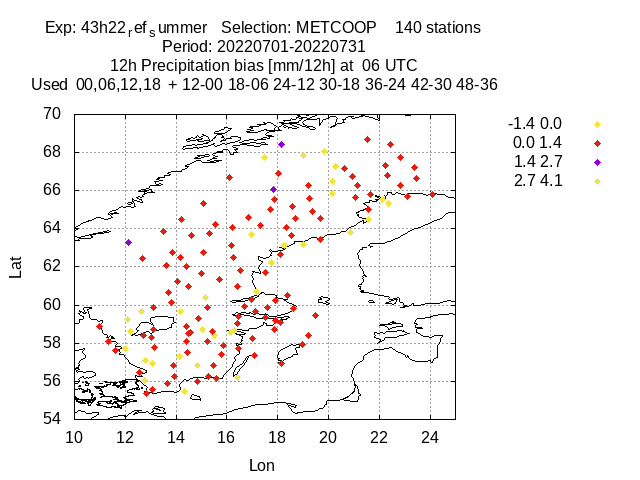 Exp: 43h22refsummer   Selection: METCOOP    140 stations
Period: 20220701-20220731
12h Precipitation bias [mm/12h] at  06 UTC
Used  00,06,12,18  + 12-00 18-06 24-12 30-18 36-24 42-30 48-36
70
68
66
64
62
60
58
56
54
Lat
10 12 14 16 18 20 22 24
Lon
-1.4 0.0
0.0 1.4
1.4 2.7
2.7 4.1